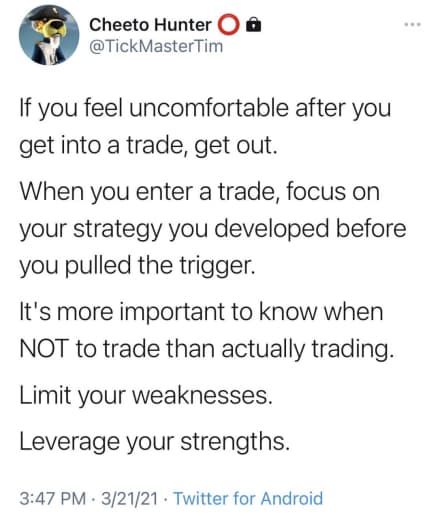 Cheeto Hunter ⭕ 🔒
@TickMasterTim
If you feel uncomfortable after you
get into a trade, get out.
When you enter a trade, focus on
your strategy you developed before
you pulled the trigger.
It's more important to know when
NOT to trade than actually trading.
Limit your weaknesses.
Leverage your strengths.
3:47 PM · 3/21/21 · Twitter for Android